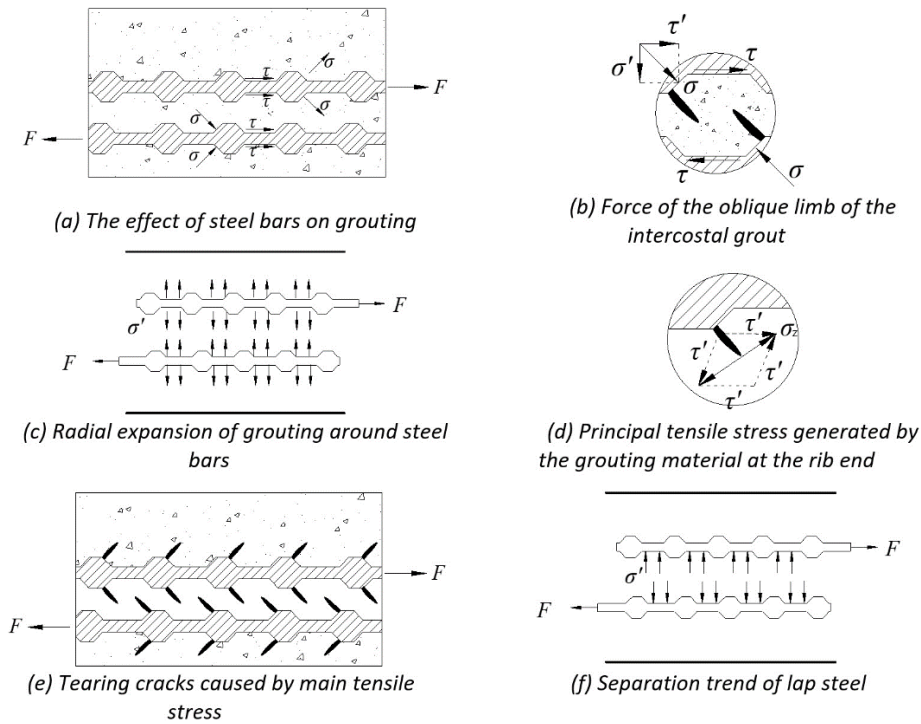 σ
τ
τ
σ
F
F
σ
τ
σ
τ
(a) The effect of steel bars on grouting
τ′
σ′
τ
σ
τ
σ
(b) Force of the oblique limb of the
intercostal grout
F
σ′
F
(c) Radial expansion of grouting around steel
bars
τ′
σz
τ′
τ′
τ′
(d) Principal tensile stress generated by
the grouting material at the rib end
F
F
(e) Tearing cracks caused by main tensile
stress
F
σ′
F
(f) Separation trend of lap steel